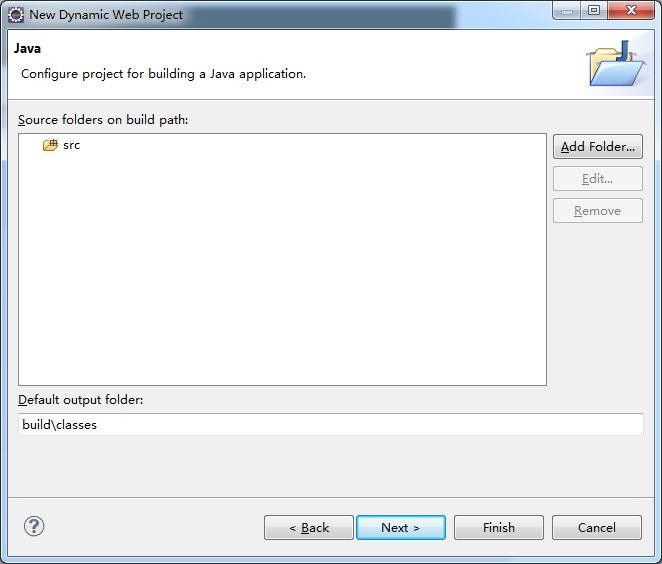 New Dynamic Web Project
Java
Configure project for building a Java application.
Source folders on build path:
src
Add Folder...
Edit...
Remove
Default output folder:
build\classes
?
< Back
Next >
Finish
Cancel